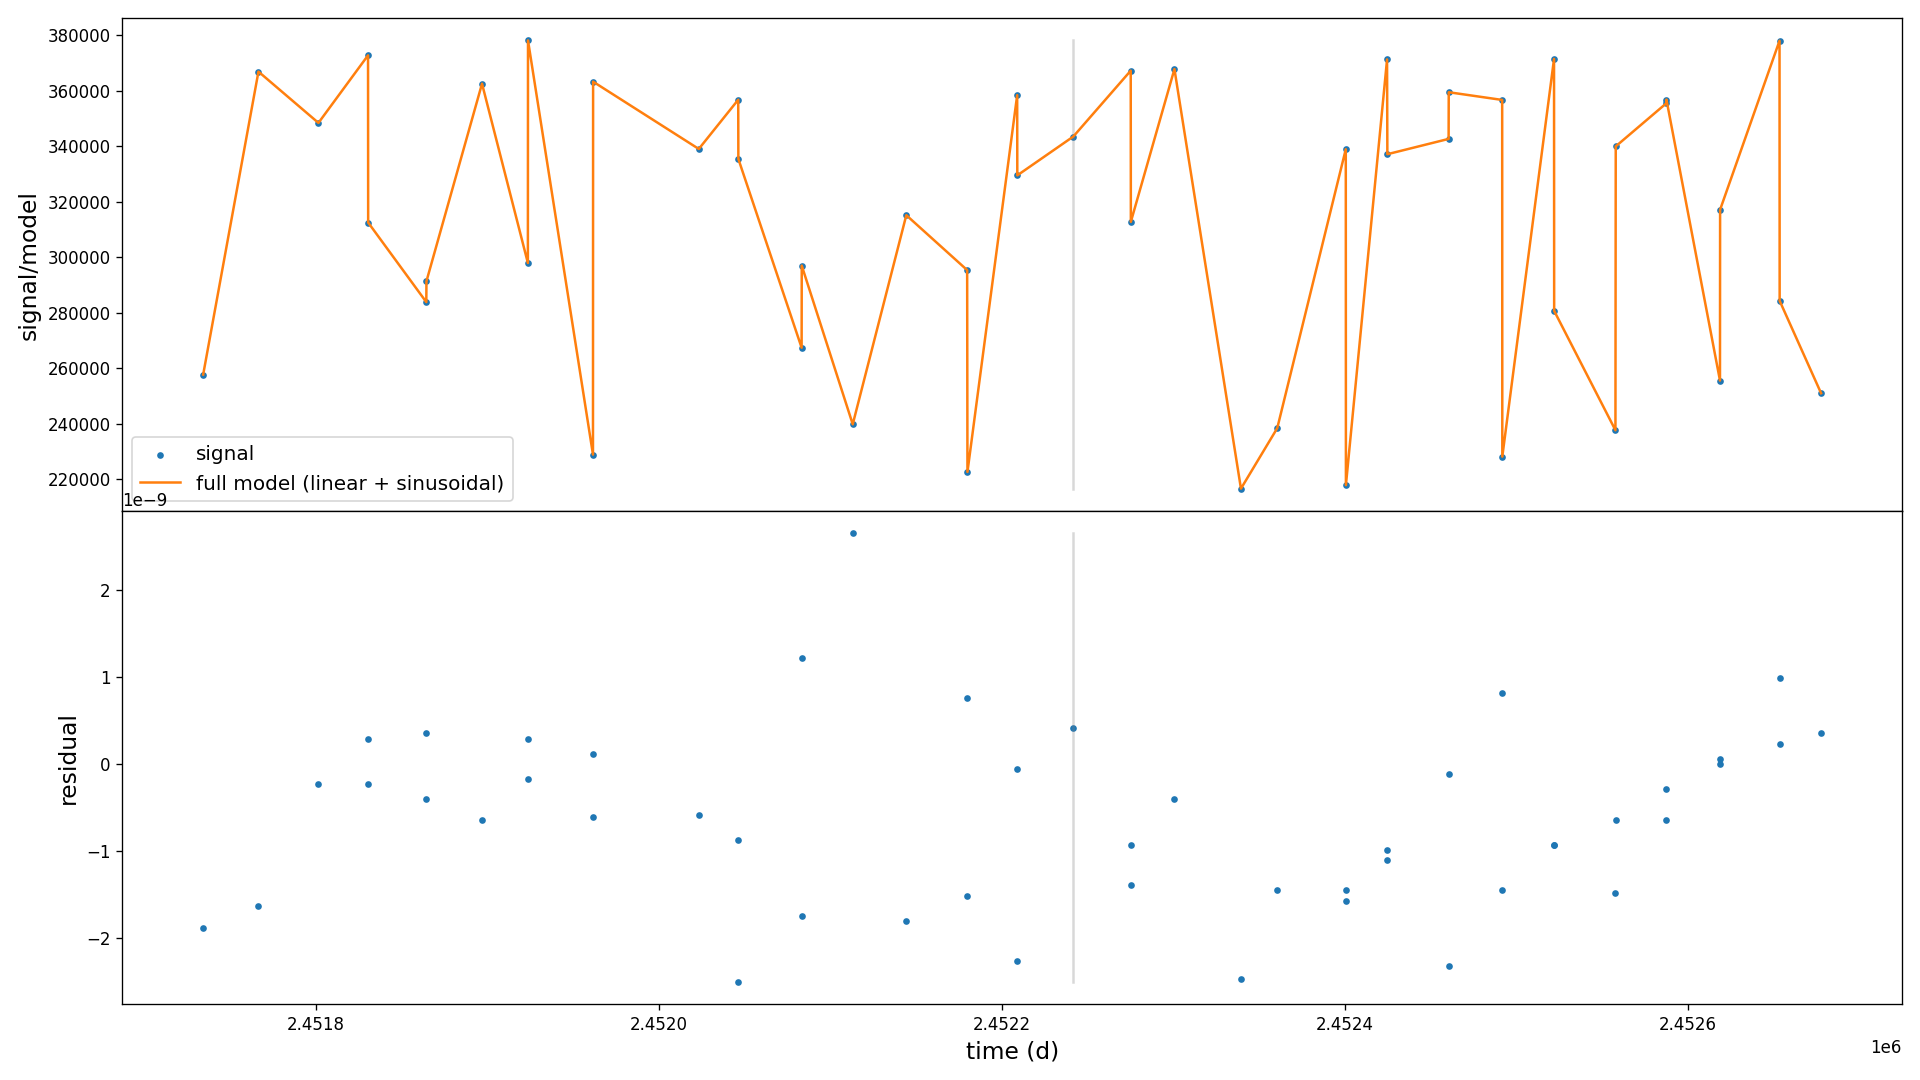 380000
360000
340000
320000
300000
280000
260000
240000
220000
signal/model
signal
full model (linear + sinusoidal)
1e−9
2
1
0
−1
−2
residual
2.4518
2.4520
2.4522
2.4524
2.4526
time (d)
1e6